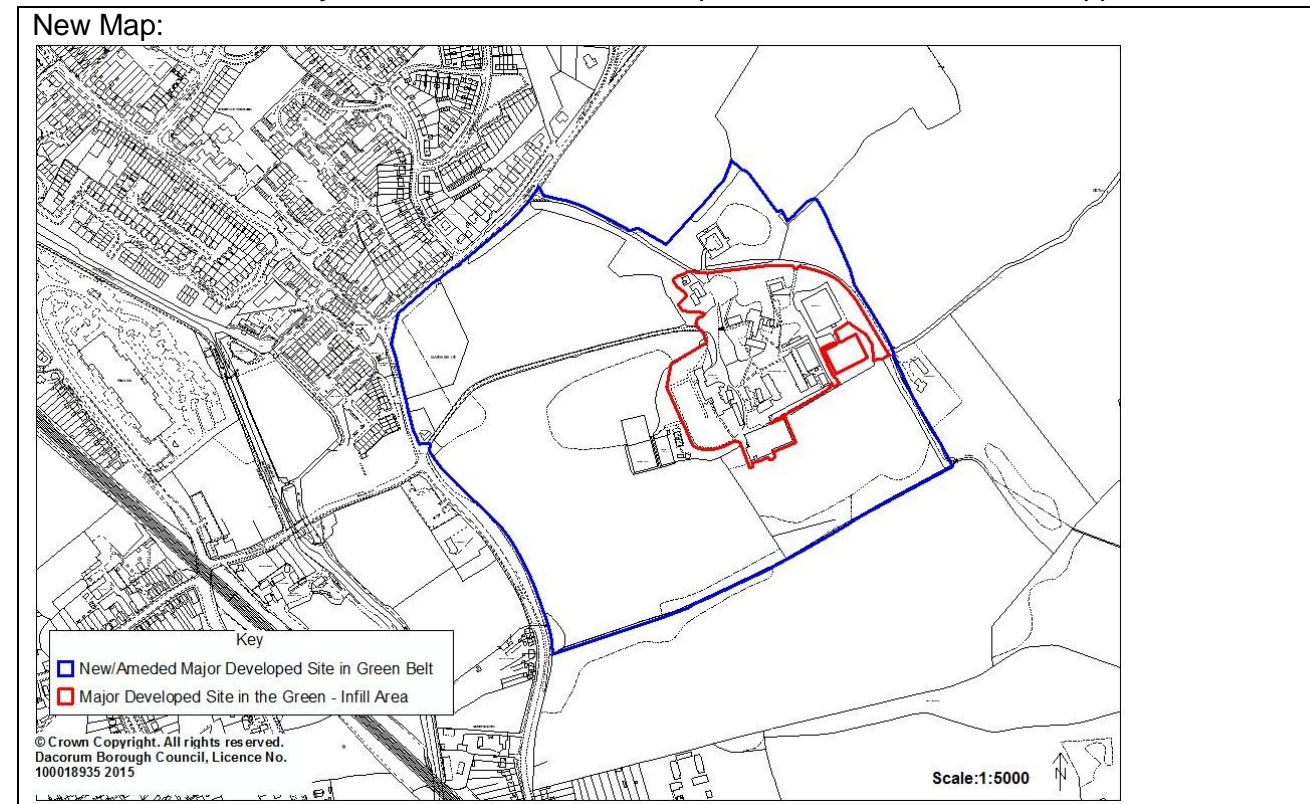 New Map:
Key
New/Ameded Major Developed Site in Green Belt
Major Developed Site in the Green - Infill Area
© Crown Copyright. All rights reserved.
Dacorum Borough Council, Licence No.
100018935 2015
Scale:1:5000
N